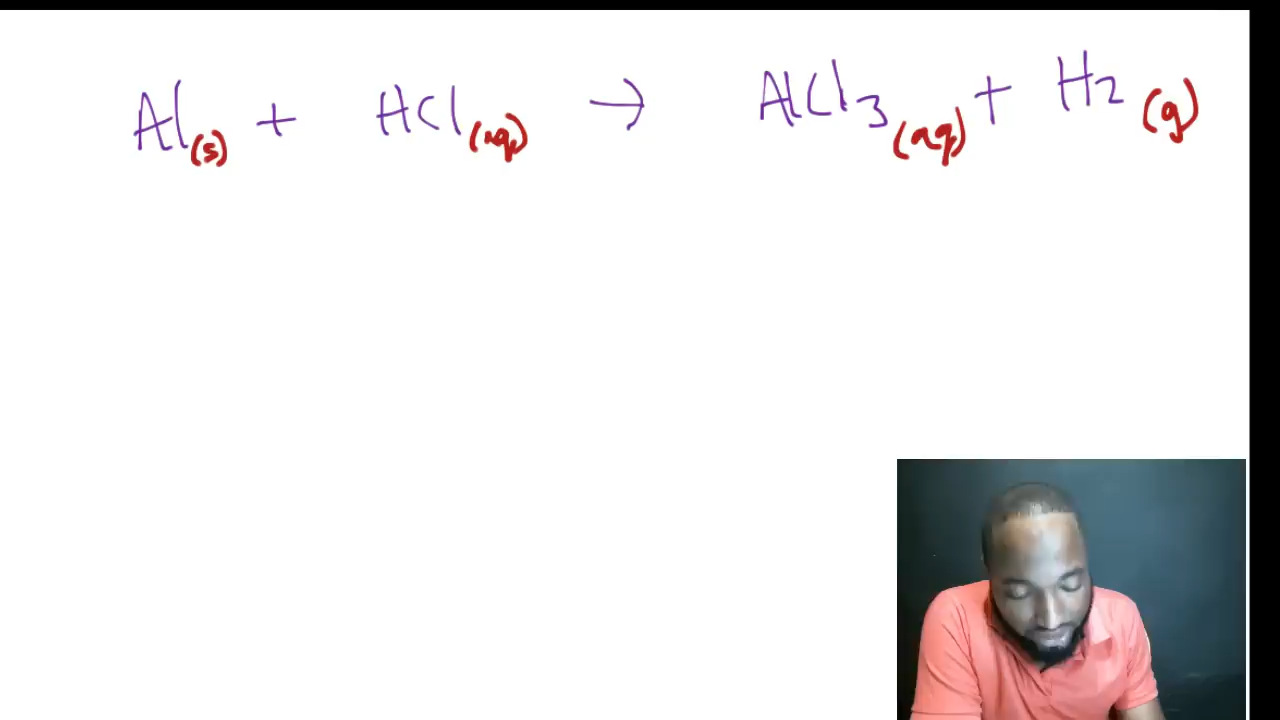 Al(s) + HCl(aq) → AlCl3(aq) + H2(g)